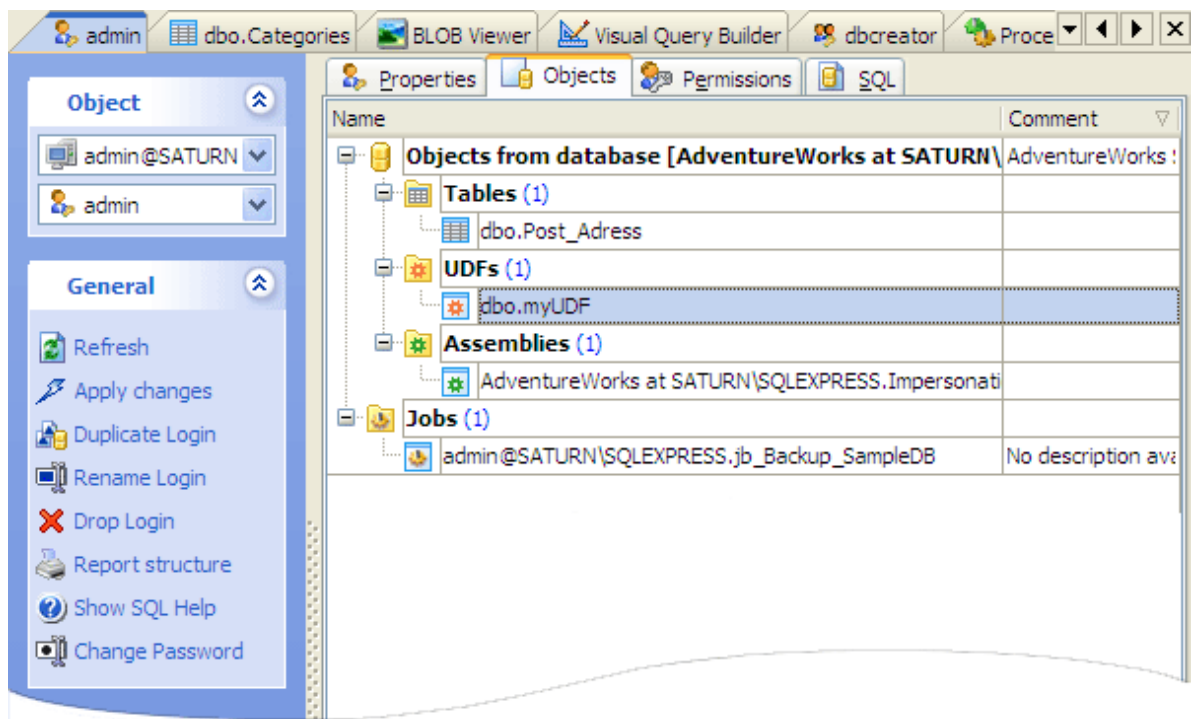 admin dbo.Categories BLOB Viewer Visual Query Builder dbcreator Proce
Properties Objects Permissions SQL
Object
admin@SATURN
admin
General
Refresh
Apply changes
Duplicate Login
Rename Login
Drop Login
Report structure
Show SQL Help
Change Password
Name Comment
Objects from database [AdventureWorks at SATURN\ AdventureWorks
Tables (1)
dbo.Post_Adress
UDFs (1)
dbo.myUDF
Assemblies (1)
AdventureWorks at SATURN\SQLEXPRESS.Impersonati
Jobs (1)
admin@SATURN\SQLEXPRESS.jb_Backup_SampleDB No description ava